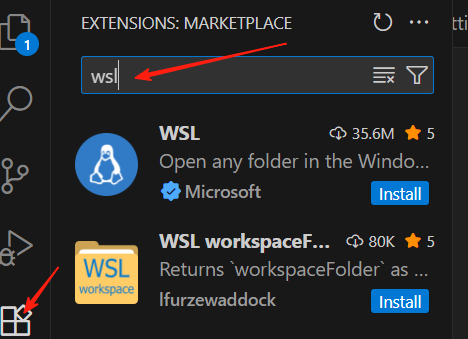 EXTENSIONS: MARKETPLACE
1
wsl
WSL
35.6M
5
Open any folder in the Windo...
Microsoft
Install
WSL workspaceF...
80K
5
WSL
workspace
Returns `workspaceFolder` as ...
lfurzewaddock
Install